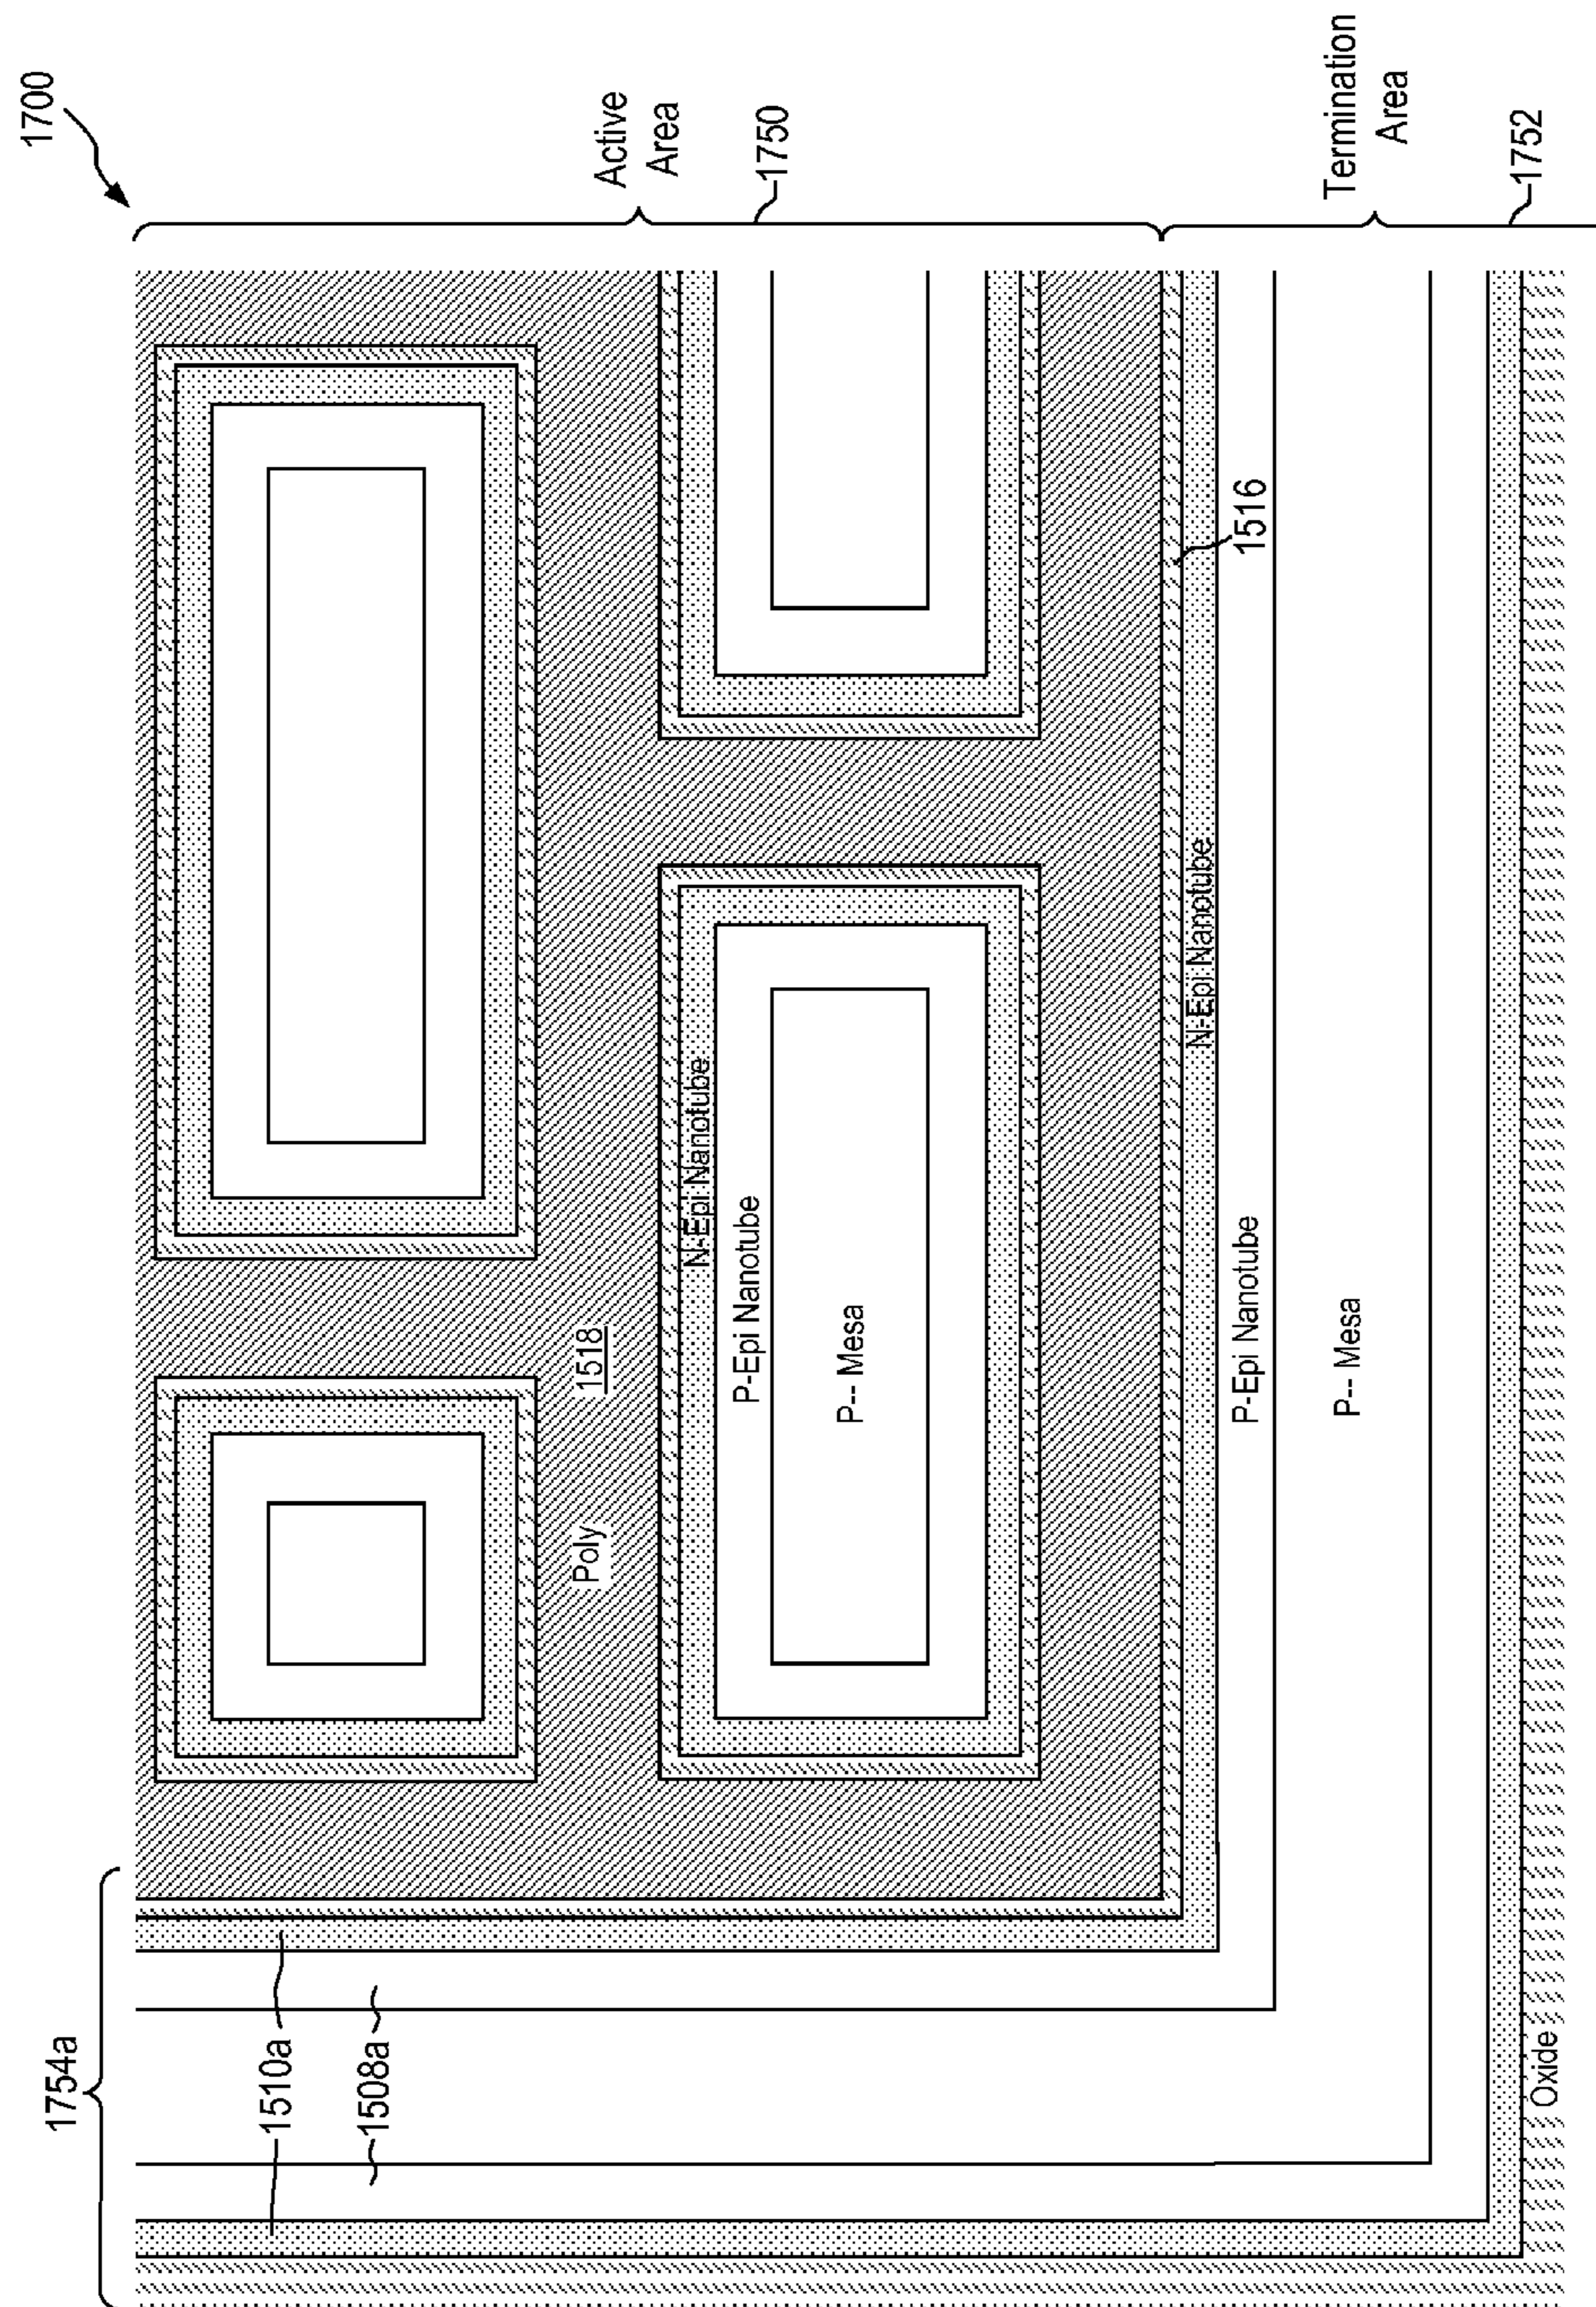 1700
Active
Area
1750
Termination
Area
1752
1516
N-Epi Nanotube
N-Epi Nanotube
P-Epi Nanotube
P-- Mesa
1518
Poly
P-Epi Nanotube
P-- Mesa
1754a
1510a
1508a
Oxide